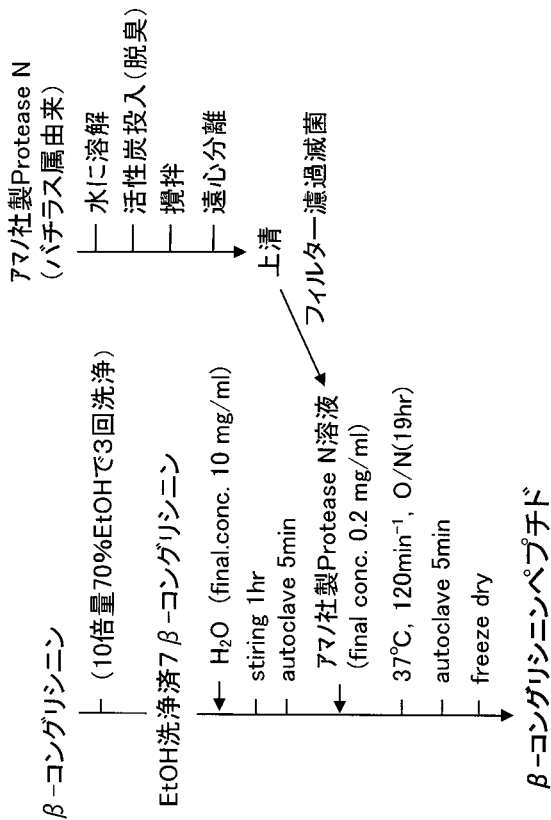 β-コングリシニン
(10倍量70%EtOHで3回洗浄)
EtOH洗浄済7β-コングリシニン
H₂O (final.conc. 10 mg/ml)
stiring 1hr
autoclave 5min
アマノ社製Protease N溶液
(final conc. 0.2 mg/ml)
37℃, 120min⁻¹, O/N(19hr)
autoclave 5min
freeze dry
β-コングリシニンペプチド
アマノ社製Protease N
(バチラス属由来)
水に溶解
活性炭投入(脱臭)
攪拌
遠心分離
上清
フィルター濾過滅菌